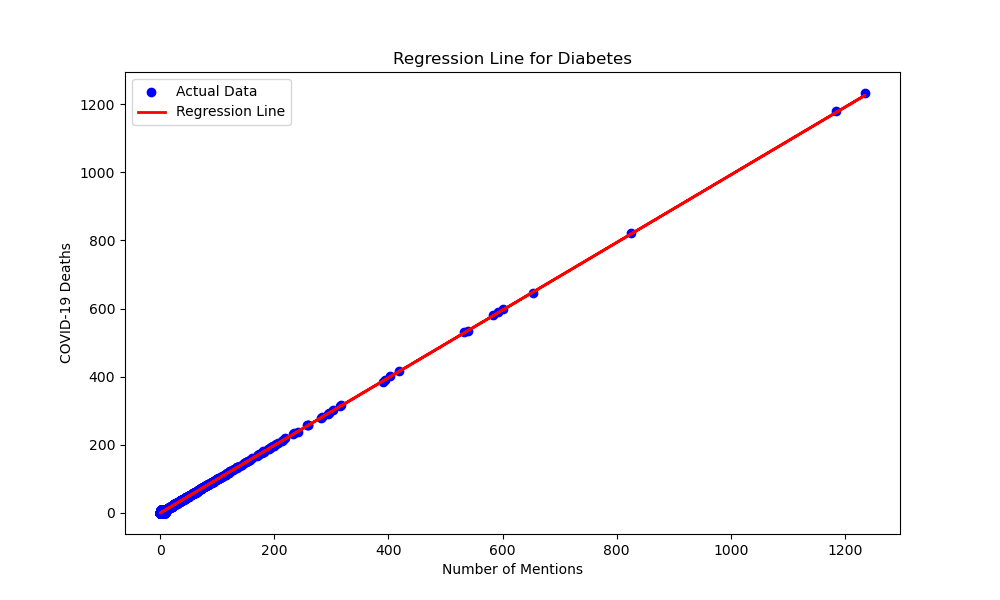 Regression Line for Diabetes
Actual Data
Regression Line
1200
1000
800
600
400
200
0
COVID-19 Deaths
0 200 400 600 800 1000 1200
Number of Mentions